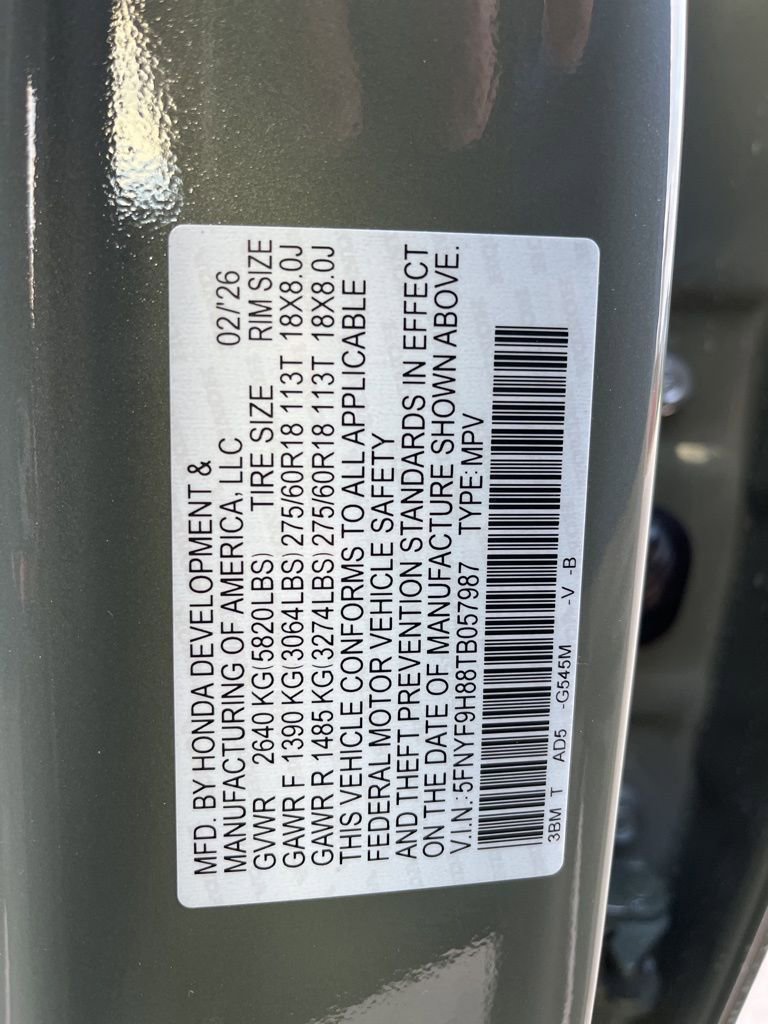 MFD. BY HONDA DEVELOPMENT &
MANUFACTURING OF AMERICA, LLC 02/'26
GVWR 2640 KG(5820LBS) TIRE SIZE RIM SIZE
GAWR F 1390 KG(3064LBS) 275/60R18 113T 18X8.0J
GAWR R 1485 KG(3274LBS) 275/60R18 113T 18X8.0J
THIS VEHICLE CONFORMS TO ALL APPLICABLE
FEDERAL MOTOR VEHICLE SAFETY
AND THEFT PREVENTION STANDARDS IN EFFECT
ON THE DATE OF MANUFACTURE SHOWN ABOVE.
V.I.N.: 5FNYF9H88TB057987 TYPE: MPV
3BM T AD5 -G545M -V -B